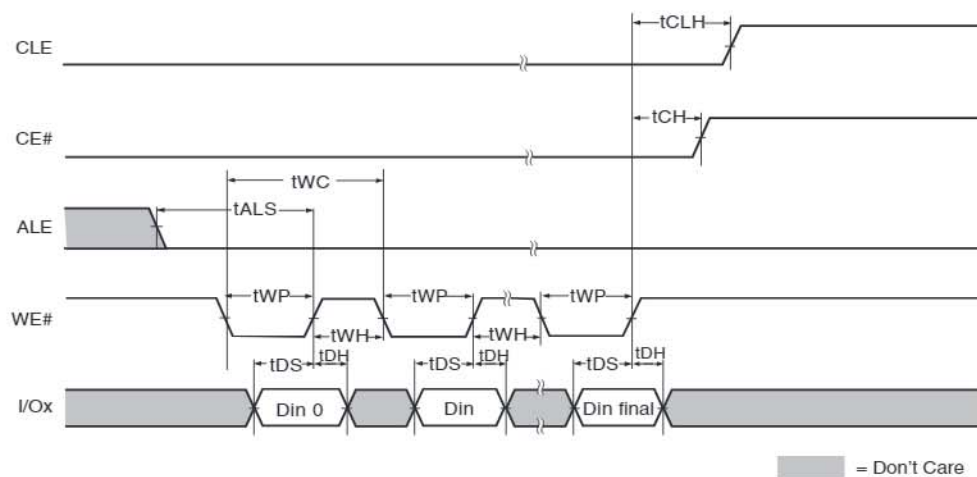 tCLH
CLE
tCH
CE#
tWC
tALS
ALE
tWP tWP tWP
WE#
tWH tWH
tDS tDH tDS tDH tDS tDH
I/Ox Din 0 Din Din final
= Don't Care